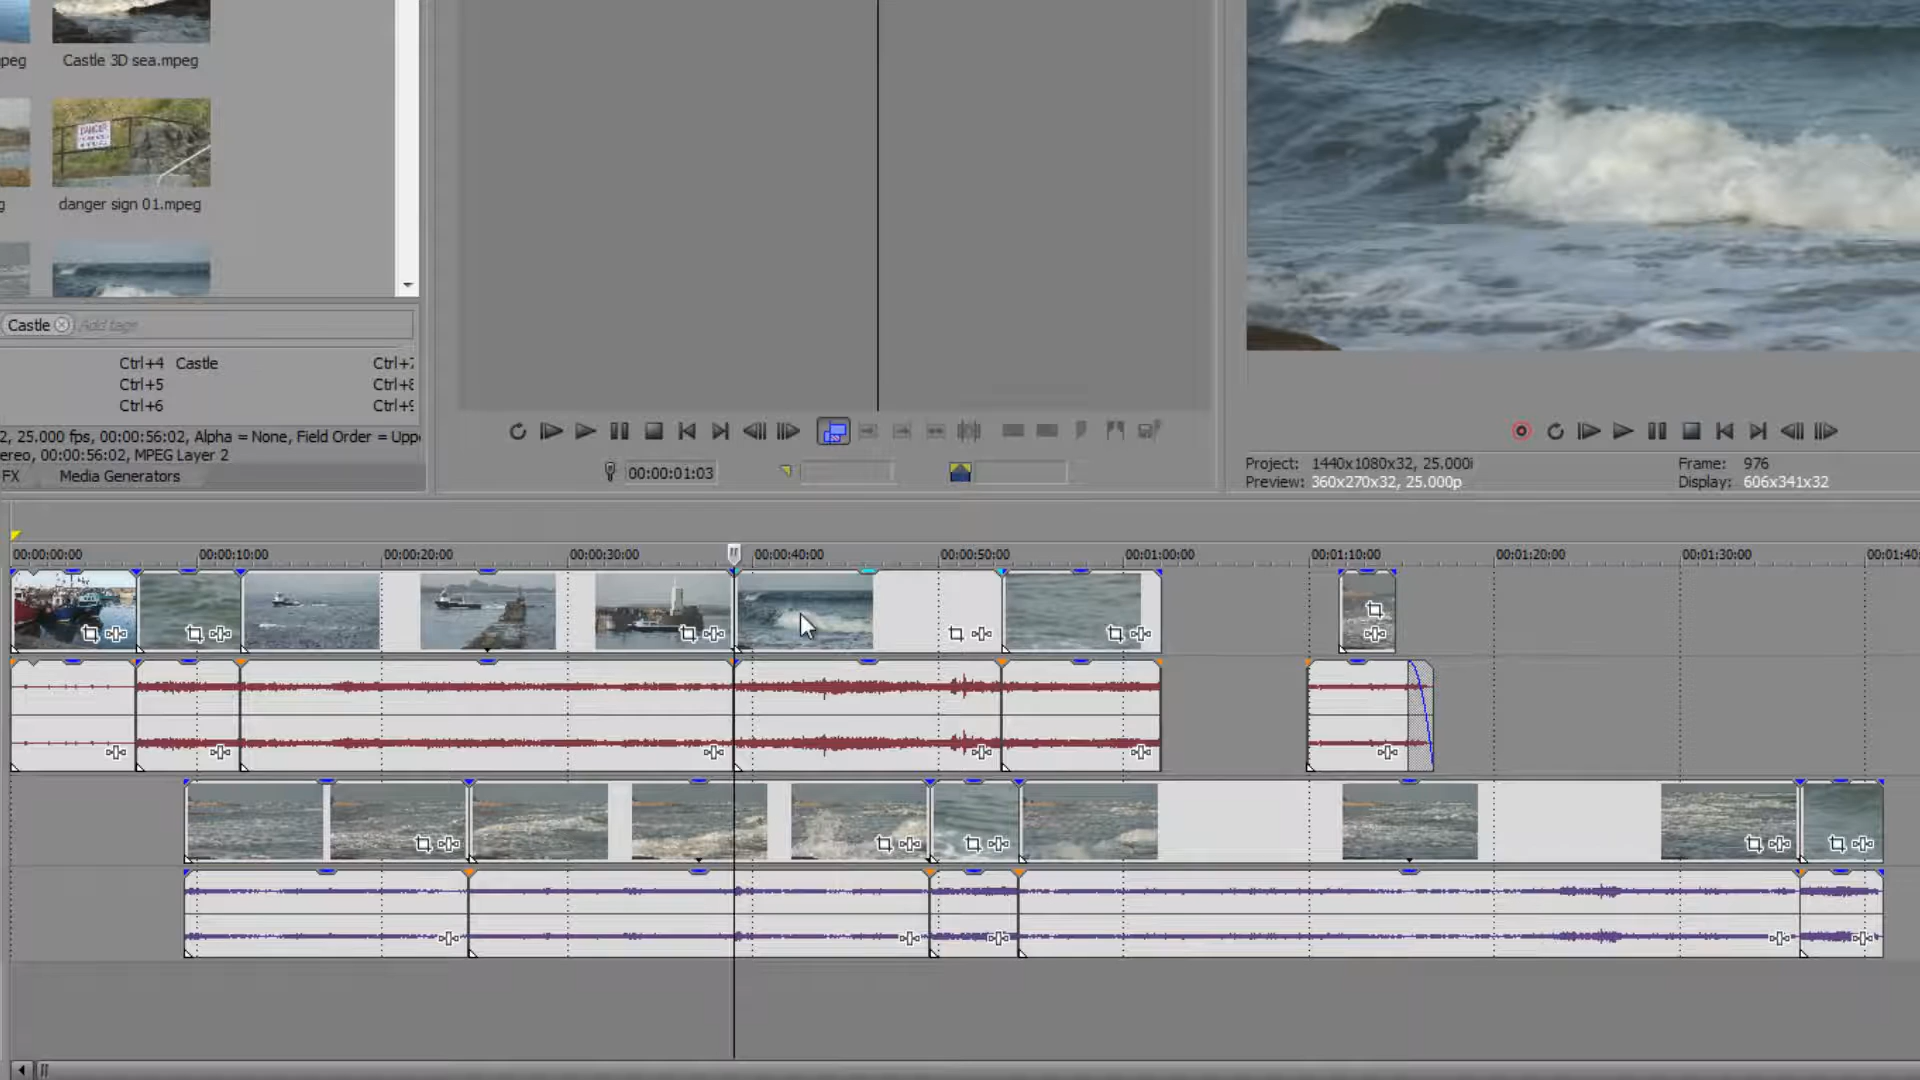 peg
Castle 3D sea.mpeg
DANGER
g
danger sign 01.mpeg
Castle
Add tags
Ctrl+4 Castle Ctrl+7
Ctrl+5 Ctrl+8
Ctrl+6 Ctrl+9
2, 25.000 fps, 00:00:56:02, Alpha = None, Field Order = Uppe
ereo, 00:00:56:02, MPEG Layer 2
FX Media Generators
00:00:01:03
Project: 1440x1080x32, 25.000i
Preview: 360x270x32, 25.000p
Frame: 976
Display: 606x341x32
00:00:00:00 00:00:10:00 00:00:20:00 00:00:30:00 00:00:40:00 00:00:50:00 00:01:00:00 00:01:10:00 00:01:20:00 00:01:30:00 00:01:40: